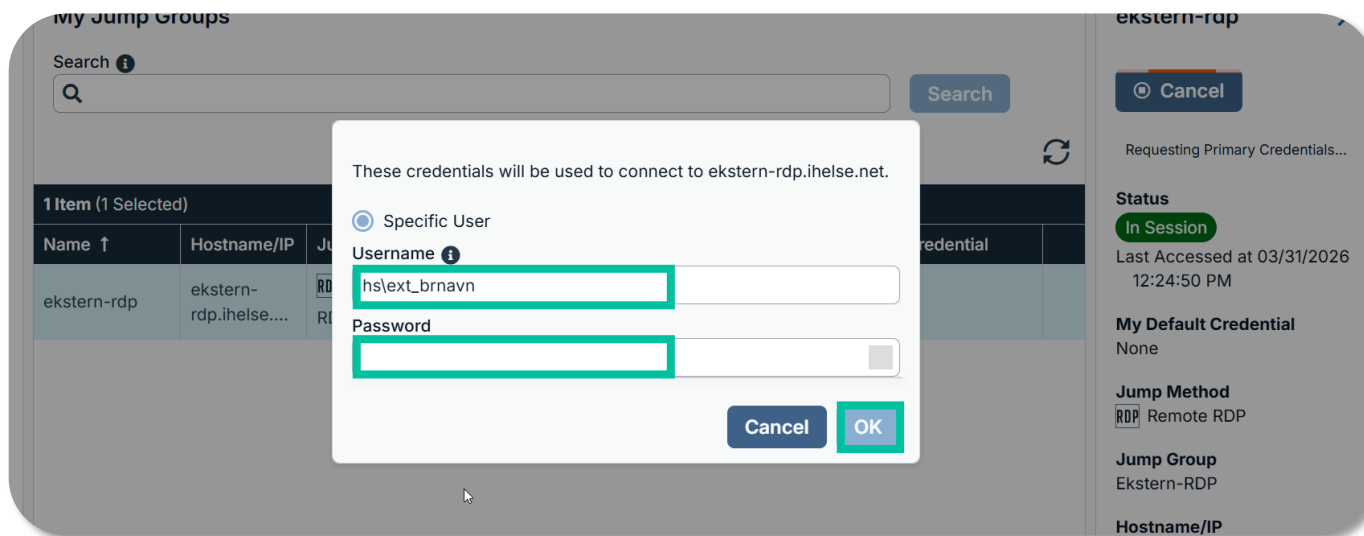 My Jump Groups
Search
Search
1 Item (1 Selected)
Name ↑ Hostname/IP
redential
ekstern-rdp
ekstern-
rdp.ihelse....
These credentials will be used to connect to ekstern-rdp.ihelse.net.
Specific User
Username
hs\ext_brnavn
Password
Cancel
OK
ekstern-rdp
Cancel
Requesting Primary Credentials...
Status
In Session
Last Accessed at 03/31/2026
12:24:50 PM
My Default Credential
None
Jump Method
RDP Remote RDP
Jump Group
Ekstern-RDP
Hostname/IP